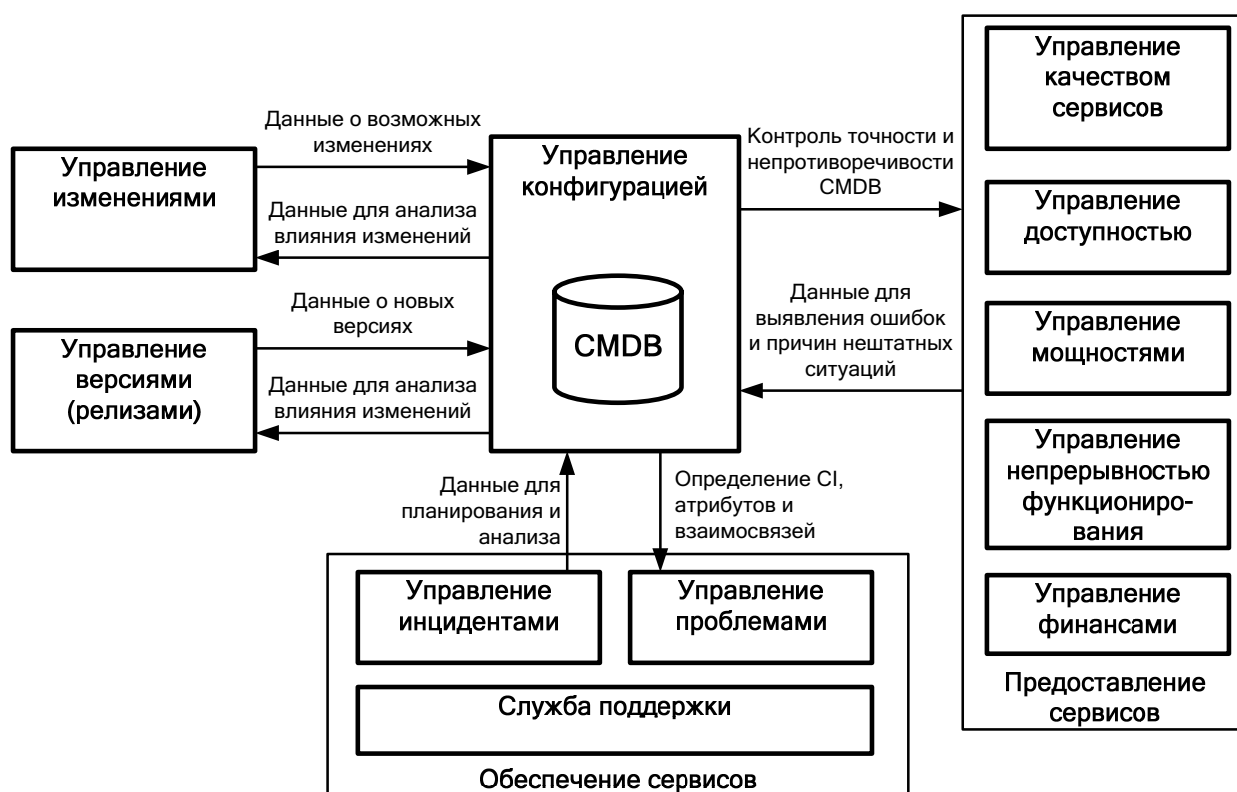 Управление
изменениями
Данные о возможных
изменениях
Данные для анализа
влияния изменений
Управление
версиями
(релизами)
Данные о новых
версиях
Данные для анализа
влияния изменений
Управление
конфигурацией
CMDB
Контроль точности и
непротиворечивости
CMDB
Данные для
выявления ошибок
и причин нештатных
ситуаций
Данные для
планирования и
анализа
Определение CI,
атрибутов и
взаимосвязей
Управление
инцидентами
Управление
проблемами
Служба поддержки
Обеспечение сервисов
Управление
качеством
сервисов
Управление
доступностью
Управление
мощностями
Управление
непрерывностью
функциониро-
вания
Управление
финансами
Предоставление
сервисов